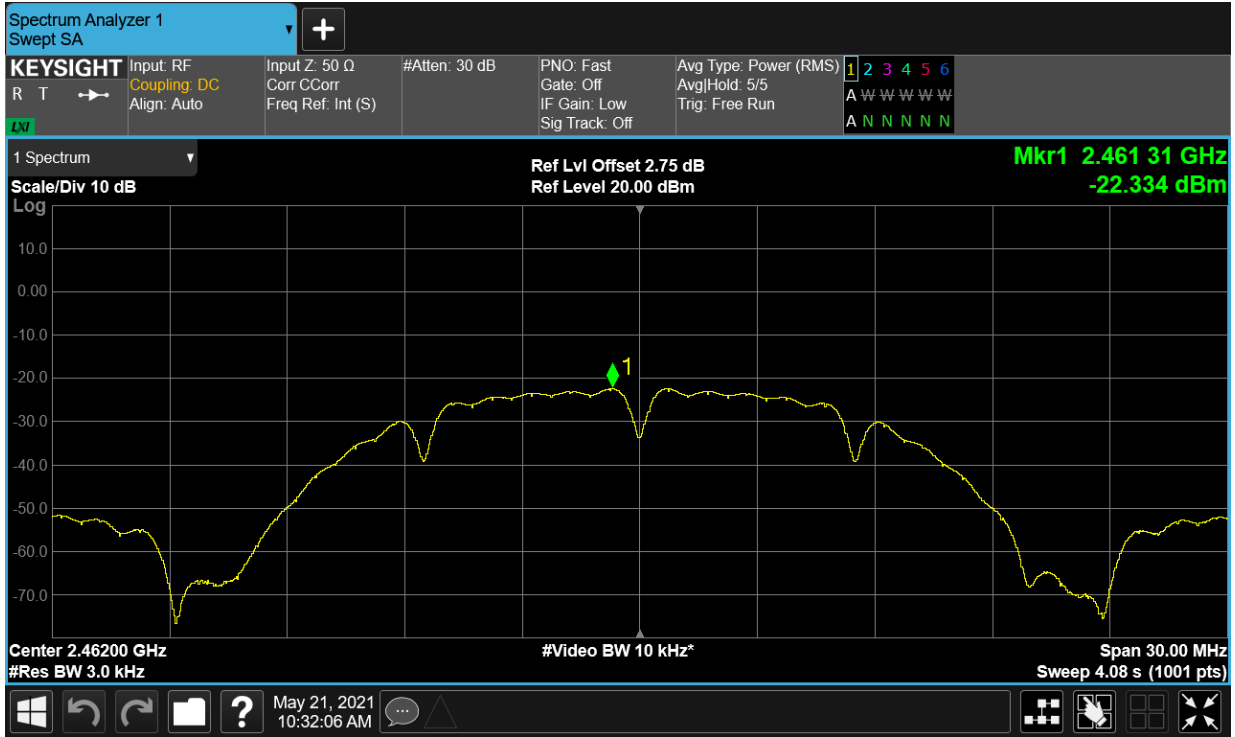 Spectrum Analyzer 1
Swept SA
▼
+
KEYSIGHT
R T
LXI
Input: RF
Coupling: DC
Align: Auto
Input Z: 50 Ω
Corr CCorr
Freq Ref: Int (S)
#Atten: 30 dB
PNO: Fast
Gate: Off
IF Gain: Low
Sig Track: Off
Avg Type: Power (RMS)
Avg|Hold: 5/5
Trig: Free Run
1 2 3 4 5 6
A W W W W W
A N N N N N
1 Spectrum ▼
Scale/Div 10 dB
Log
Ref Lvl Offset 2.75 dB
Ref Level 20.00 dBm
Mkr1 2.461 31 GHz
-22.334 dBm
10.0
0.00
-10.0
-20.0
-30.0
-40.0
-50.0
-60.0
-70.0
1
Center 2.46200 GHz
#Res BW 3.0 kHz
#Video BW 10 kHz*
Span 30.00 MHz
Sweep 4.08 s (1001 pts)
?
May 21, 2021
10:32:06 AM